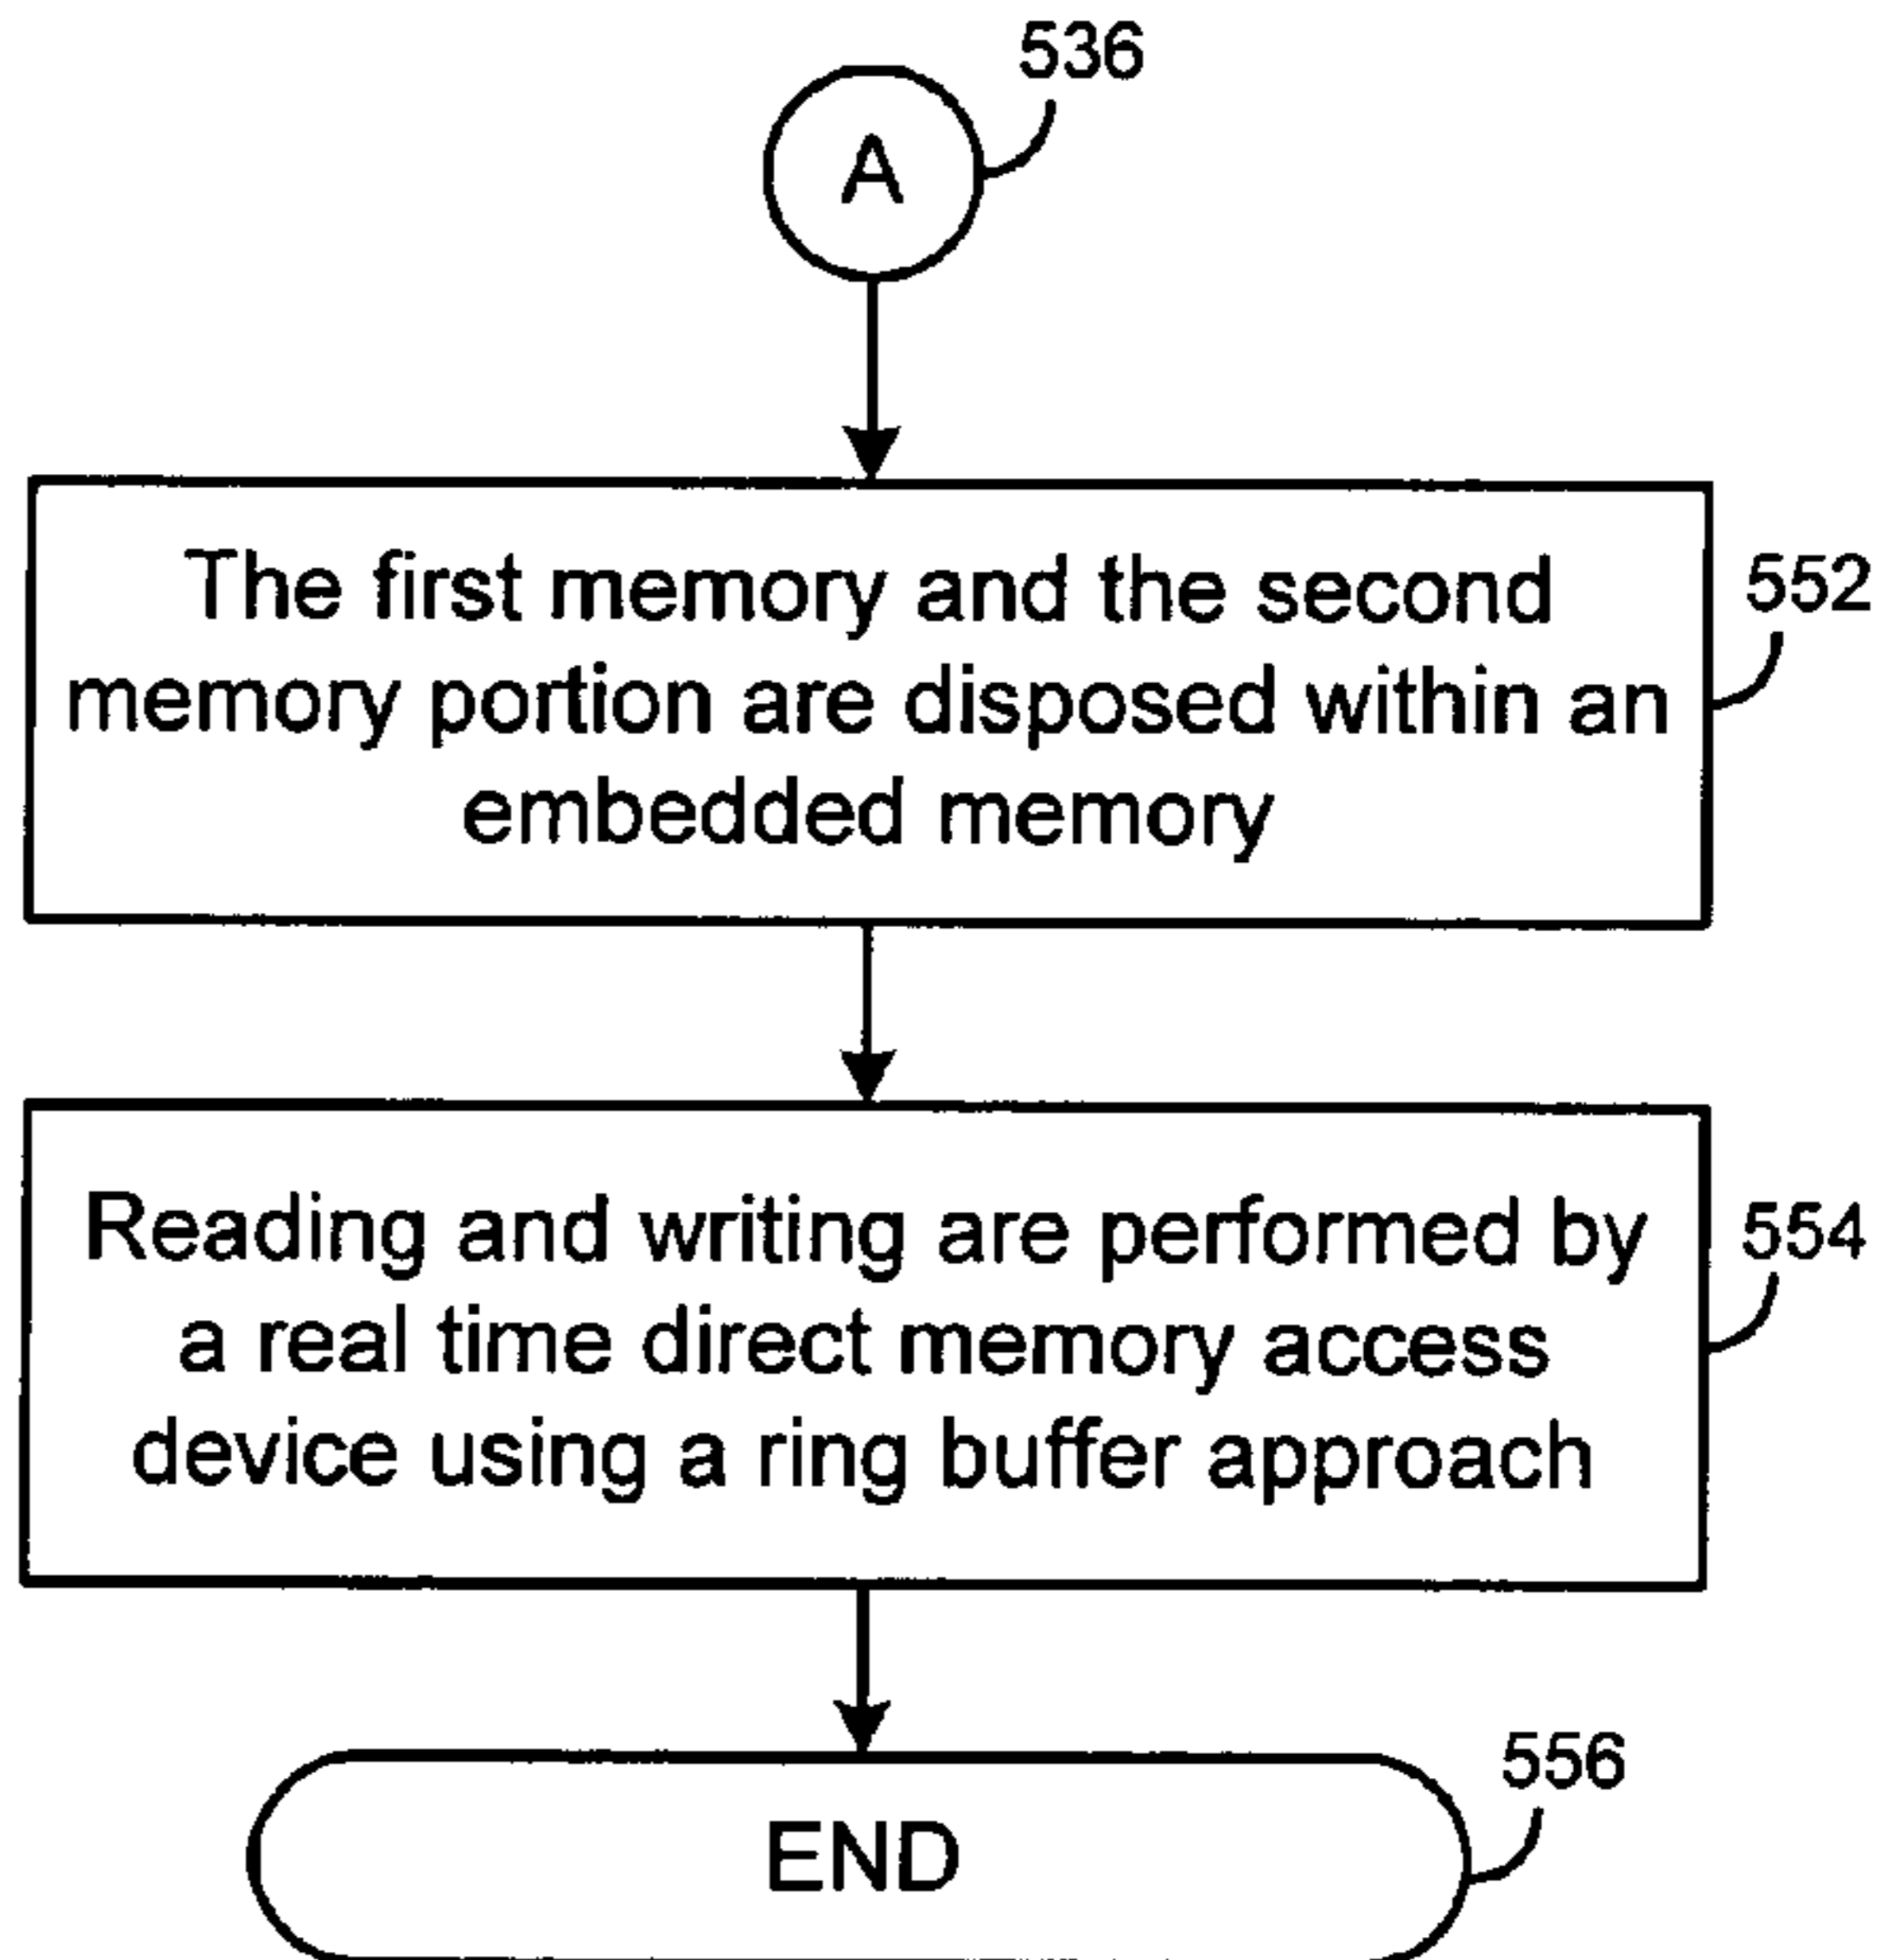 536
A
The first memory and the second
552
memory portion are disposed within an
embedded memory
Reading and writing are performed by
554
a real time direct memory access
device using a ring buffer approach
556
END